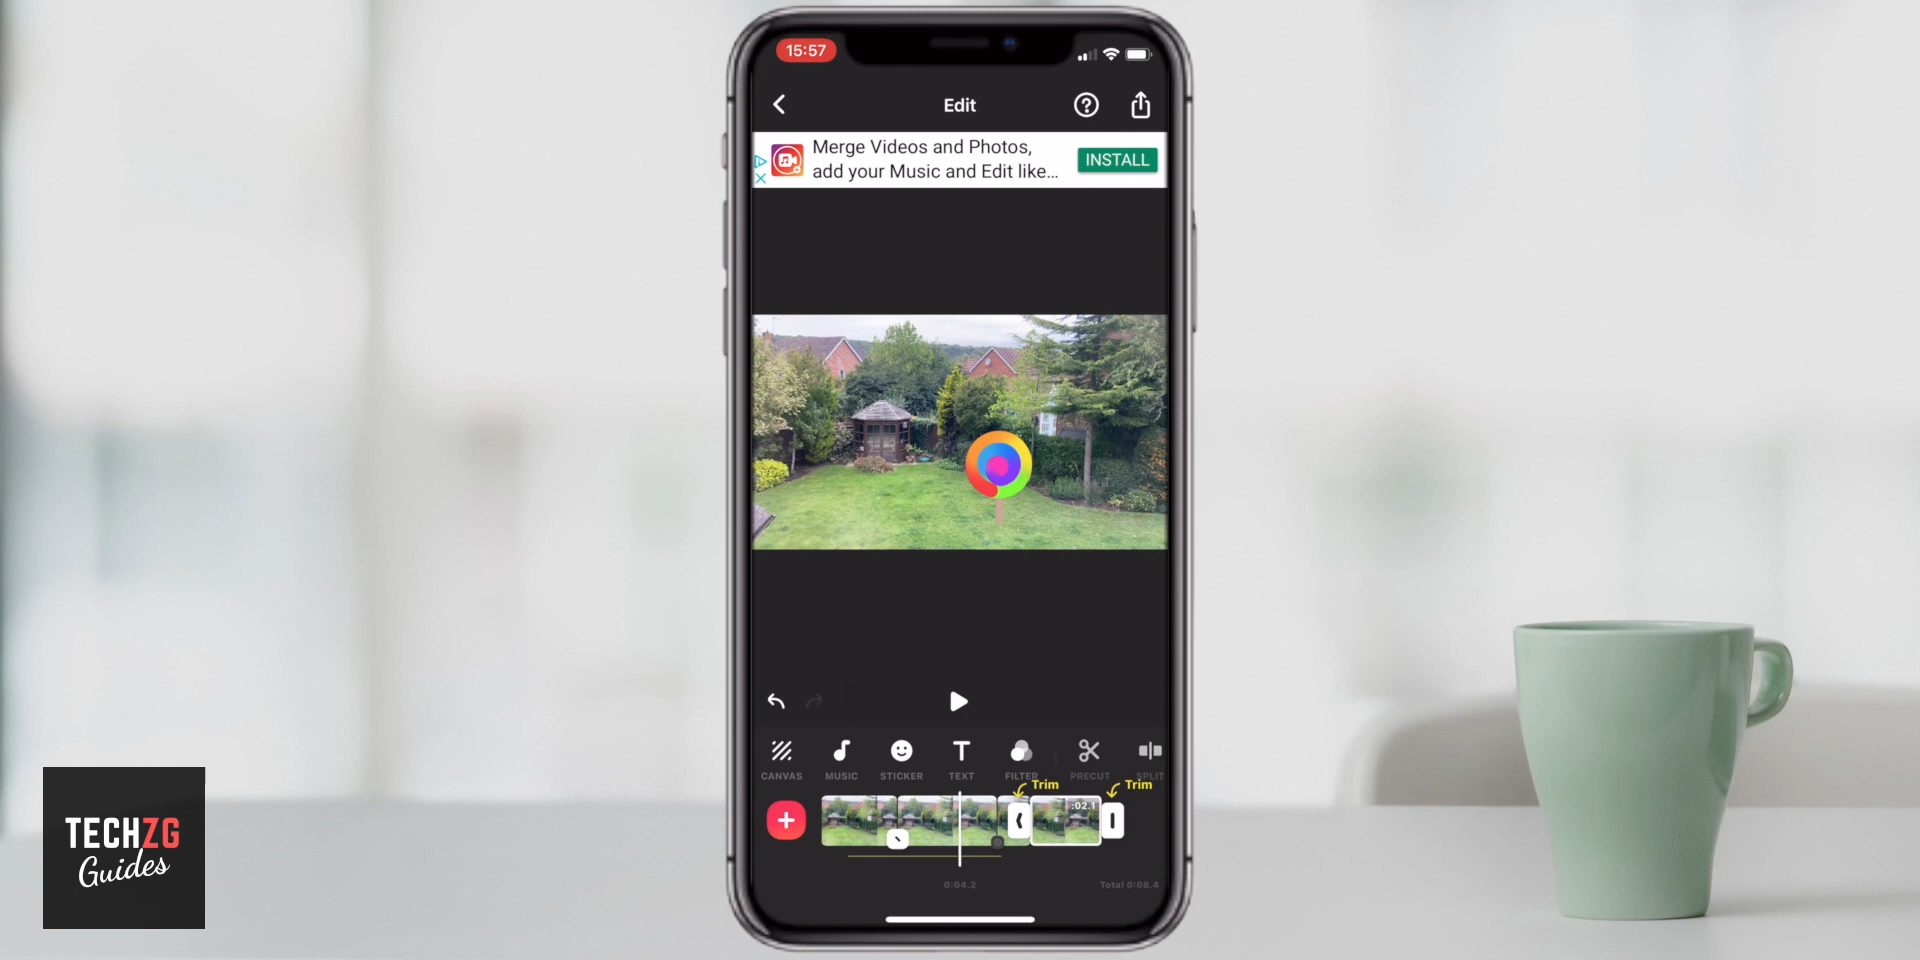 15:57
Edit
Merge Videos and Photos,
add your Music and Edit like...
INSTALL
CANVAS
MUSIC
STICKER
TEXT
FILTER
PRECUT
SPLIT
Trim
Trim
:02.1
0:04.2
Total 0:08.4
TECHZG
Guides